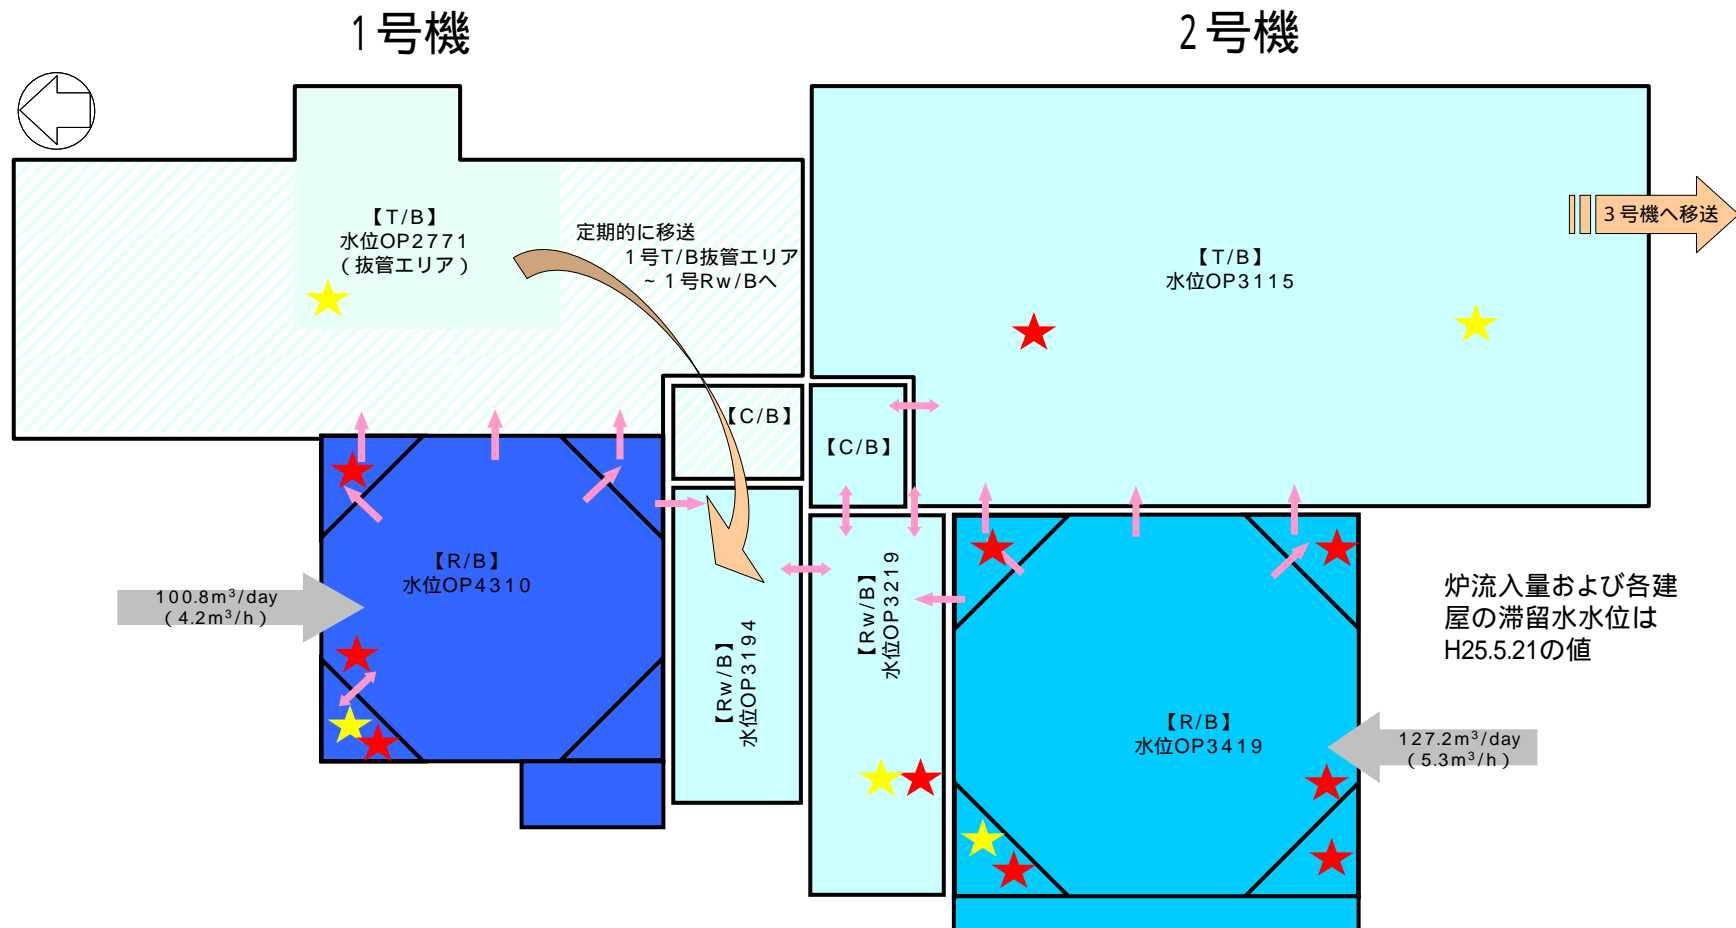 1号機
2号機
【T/B】
水位OP2771
(抜管エリア)
定期的に移送
1号T/B抜管エリア
~1号Rw/Bへ
【T/B】
水位OP3115
3号機へ移送
【C/B】
【C/B】
【R/B】
水位OP4310
100.8m³/day
(4.2m³/h)
【Rw/B】
水位OP3194
【Rw/B】
水位OP3219
炉流入量および各建
屋の滞留水水位は
H25.5.21の値
【R/B】
水位OP3419
127.2m³/day
(5.3m³/h)